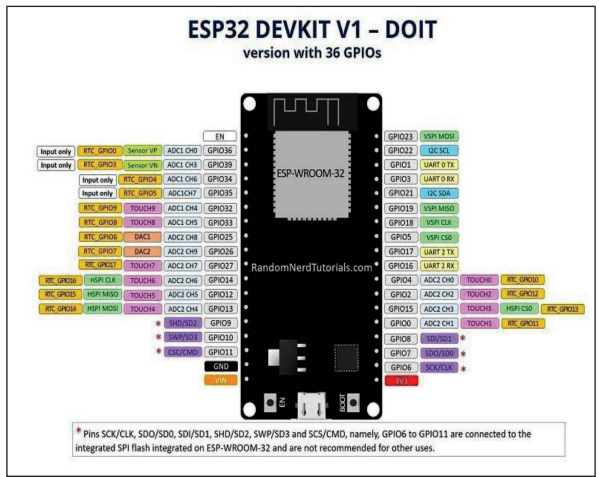 ESP32 DEVKIT V1 – DOIT
version with 36 GPIOs
EN
Input only RTC_GPIO0 Sensor VP ADC1 CH0 GPIO36
Input only RTC_GPIO3 Sensor VN ADC1 CH3 GPIO39
Input only RTC_GPIO4 ADC1 CH6 GPIO34
Input only RTC_GPIO5 ADC1CH7 GPIO35
RTC_GPIO9 TOUCH9 ADC1 CH4 GPIO32
RTC_GPIO8 TOUCH8 ADC1 CH5 GPIO33
RTC_GPIO6 DAC1 ADC2 CH8 GPIO25
RTC_GPIO7 DAC2 ADC2 CH9 GPIO26
RTC_GPIO17 TOUCH7 ADC2 CH7 GPIO27
RTC_GPIO16 HSPI CLK TOUCH6 ADC2 CH6 GPIO14
RTC_GPIO15 HSPI MISO TOUCH5 ADC2 CH5 GPIO12
RTC_GPIO14 HSPI MOSI TOUCH4 ADC2 CH4 GPIO13
* SHD/SD2 GPIO9
* SWP/SD3 GPIO10
* CSC/CMD GPIO11
GND
VIN
ESP-WROOM-32
RandomNerdTutorials.com
EN
BOOT
GPIO23 VSPI MOSI
GPIO22 I2C SCL
GPIO1 UART 0 TX
GPIO3 UART 0 RX
GPIO21 I2C SDA
GPIO19 VSPI MISO
GPIO18 VSPI CLK
GPIO5 VSPI CS0
GPIO17 UART 2 TX
GPIO16 UART 2 RX
GPIO4 ADC2 CH0 TOUCH0 RTC_GPIO10
GPIO2 ADC2 CH2 TOUCH2 RTC_GPIO12
GPIO15 ADC2 CH3 TOUCH3 HSPI CS0 RTC_GPIO13
GPIO0 ADC2 CH1 TOUCH1 RTC_GPIO11
GPIO8 SDI/SD1 *
GPIO7 SDO/SD0 *
GPIO6 SCK/CLK *
3V3
* Pins SCK/CLK, SDO/SD0, SDI/SD1, SHD/SD2, SWP/SD3 and SCS/CMD, namely, GPIO6 to GPIO11 are connected to the
integrated SPI flash integrated on ESP-WROOM-32 and are not recommended for other uses.